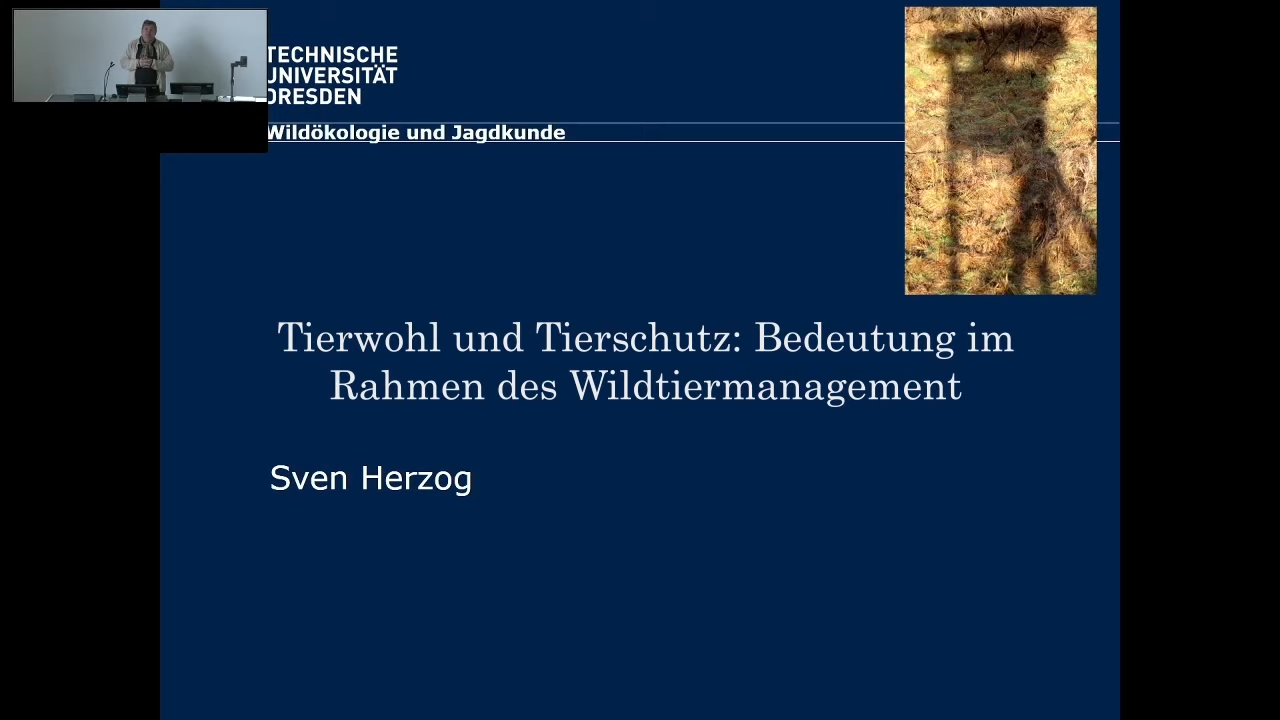 TECHNISCHE
UNIVERSITÄT
DRESDEN
Wildökologie und Jagdkunde
Tierwohl und Tierschutz: Bedeutung im
Rahmen des Wildtiermanagement
Sven Herzog